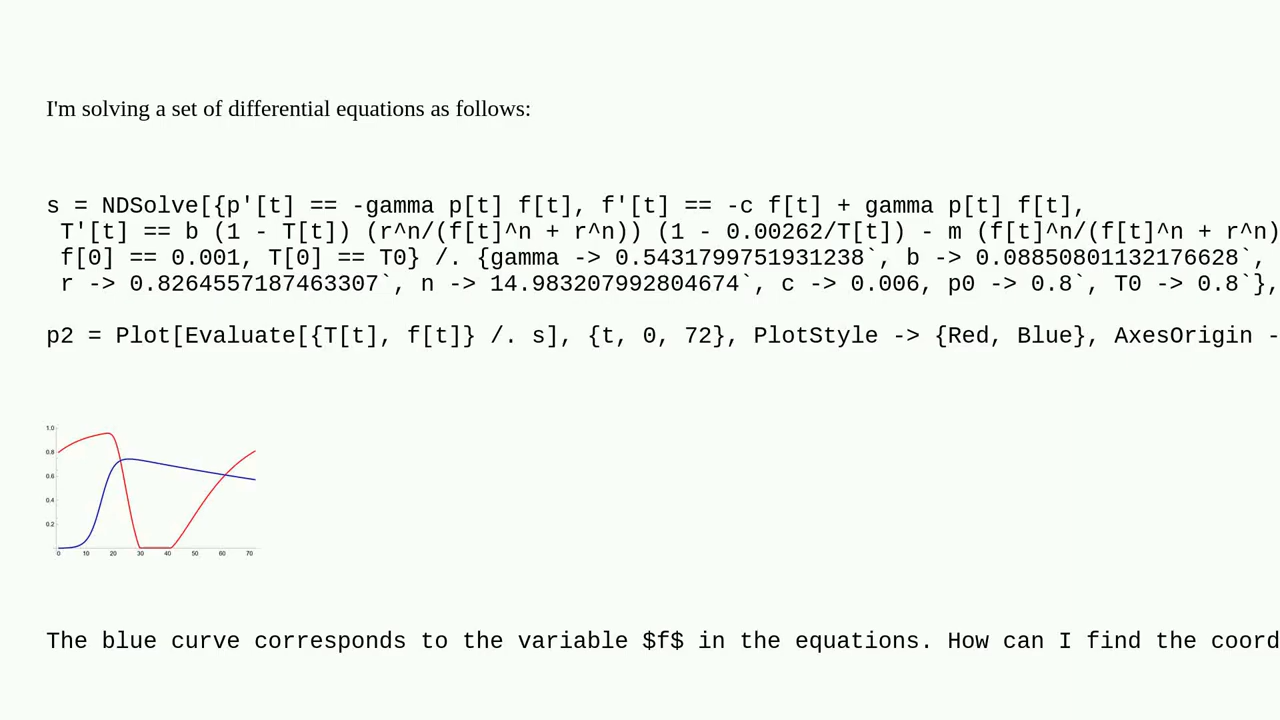 I'm solving a set of differential equations as follows:
s = NDSolve[{p'[t] == -gamma p[t] f[t], f'[t] == -c f[t] + gamma p[t] f[t],
T'[t] == b (1 - T[t]) (r^n/(f[t]^n + r^n)) (1 - 0.00262/T[t]) - m (f[t]^n/(f[t]^n + r^n)
f[0] == 0.001, T[0] == T0} /. {gamma -> 0.5431799751931238`, b -> 0.08850801132176628`,
r -> 0.8264557187463307`, n -> 14.983207992804674`, c -> 0.006, p0 -> 0.8`, T0 -> 0.8`},
p2 = Plot[Evaluate[{T[t], f[t]} /. s], {t, 0, 72}, PlotStyle -> {Red, Blue}, AxesOrigin -
1.0
0.8
0.6
0.4
0.2
0 10 20 30 40 50 60 70
The blue curve corresponds to the variable $f$ in the equations. How can I find the coord